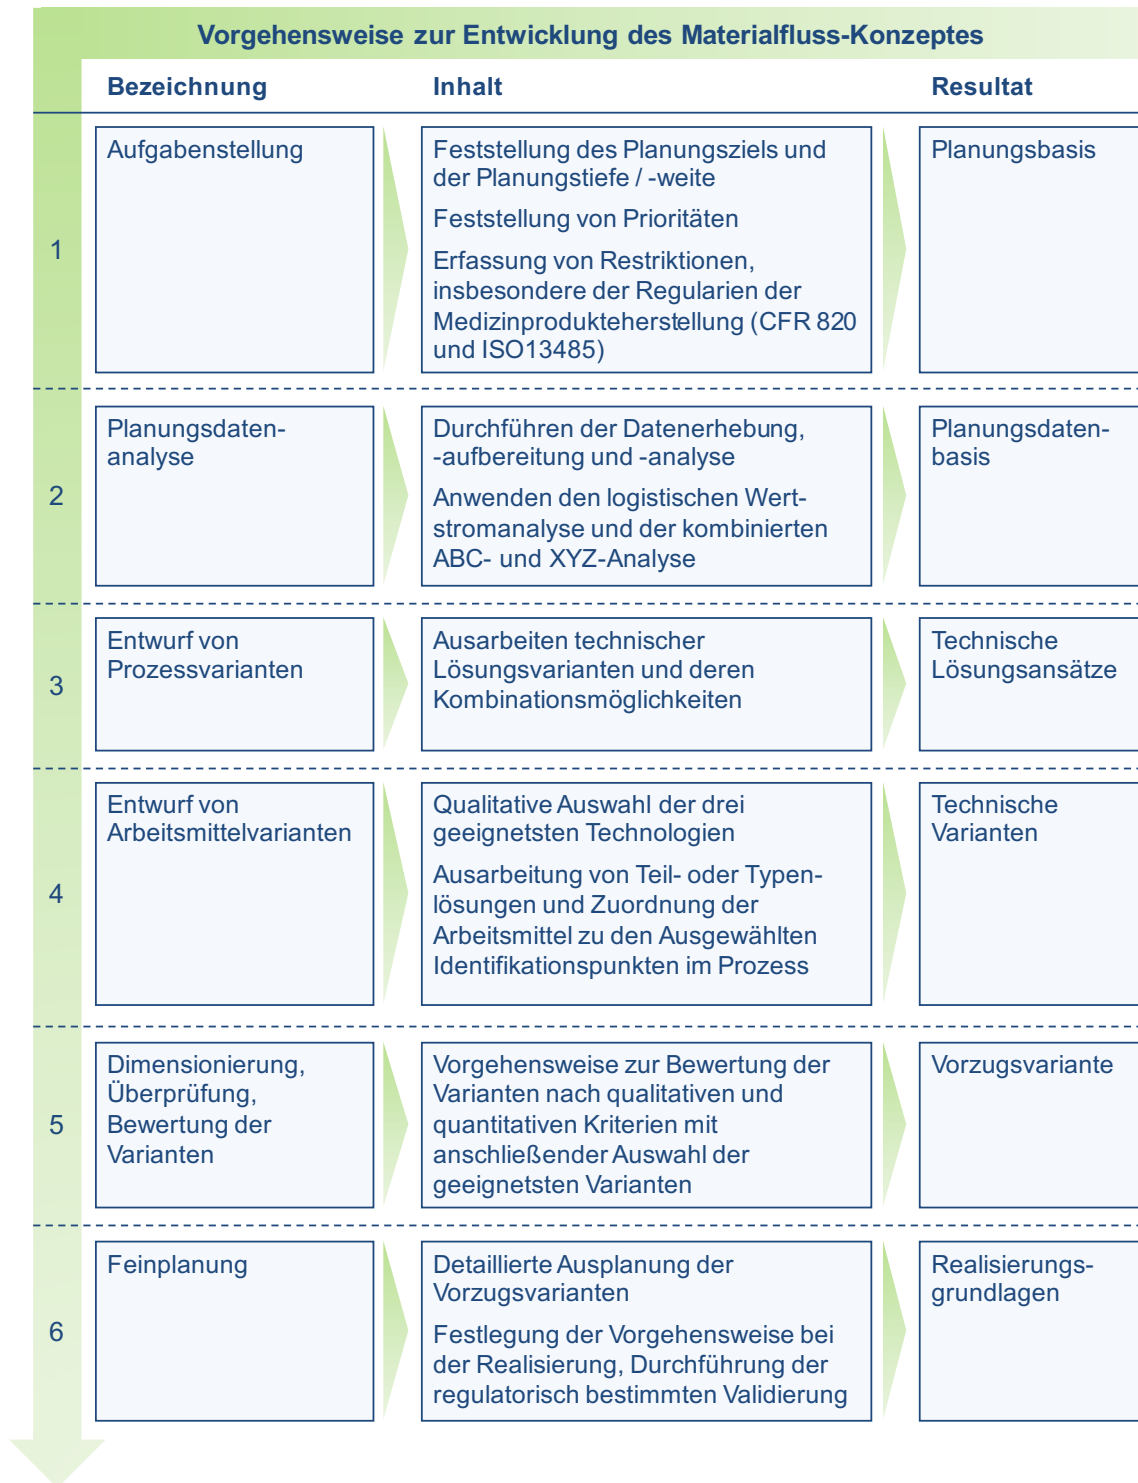 Vorgehensweise zur Entwicklung des Materialfluss-Konzeptes
Bezeichnung Inhalt Resultat
1
Aufgabenstellung
Feststellung des Planungsziels und
der Planungstiefe / -weite
Feststellung von Prioritäten
Erfassung von Restriktionen,
insbesondere der Regularien der
Medizinprodukteherstellung (CFR 820
und ISO13485)
Planungsbasis
2
Planungsdaten-
analyse
Durchführen der Datenerhebung,
-aufbereitung und -analyse
Anwenden den logistischen Wert-
stromanalyse und der kombinierten
ABC- und XYZ-Analyse
Planungsdaten-
basis
3
Entwurf von
Prozessvarianten
Ausarbeiten technischer
Lösungsvarianten und deren
Kombinationsmöglichkeiten
Technische
Lösungsansätze
4
Entwurf von
Arbeitsmittelvarianten
Qualitative Auswahl der drei
geeignetsten Technologien
Ausarbeitung von Teil- oder Typen-
lösungen und Zuordnung der
Arbeitsmittel zu den Ausgewählten
Identifikationspunkten im Prozess
Technische
Varianten
5
Dimensionierung,
Überprüfung,
Bewertung der
Varianten
Vorgehensweise zur Bewertung der
Varianten nach qualitativen und
quantitativen Kriterien mit
anschließender Auswahl der
geeignetsten Varianten
Vorzugsvariante
6
Feinplanung
Detaillierte Ausplanung der
Vorzugsvarianten
Festlegung der Vorgehensweise bei
der Realisierung, Durchführung der
regulatorisch bestimmten Validierung
Realisierungs-
grundlagen